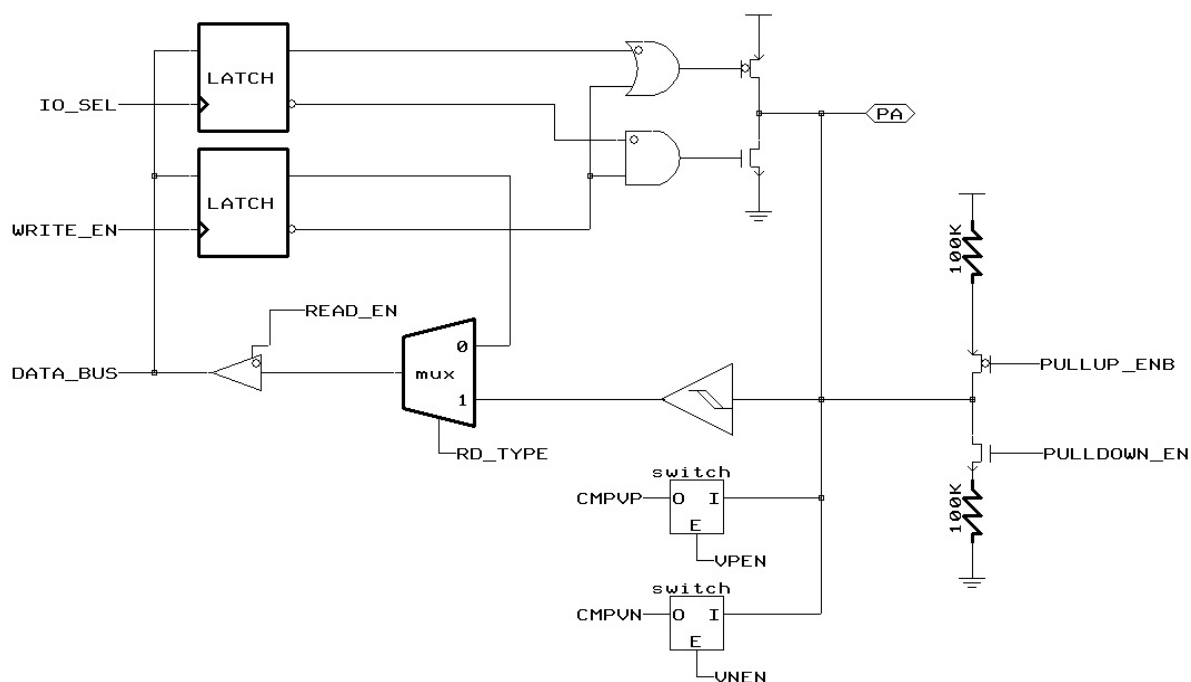 LATCH
IO_SEL
PA
LATCH
WRITE_EN
100K
READ_EN
0
mux
1
DATA_BUS
PULLUP_ENB
RD_TYPE
PULLDOWN_EN
switch
CMPVP
O I
E
100K
VPEN
switch
CMPVN
O I
E
VNEN